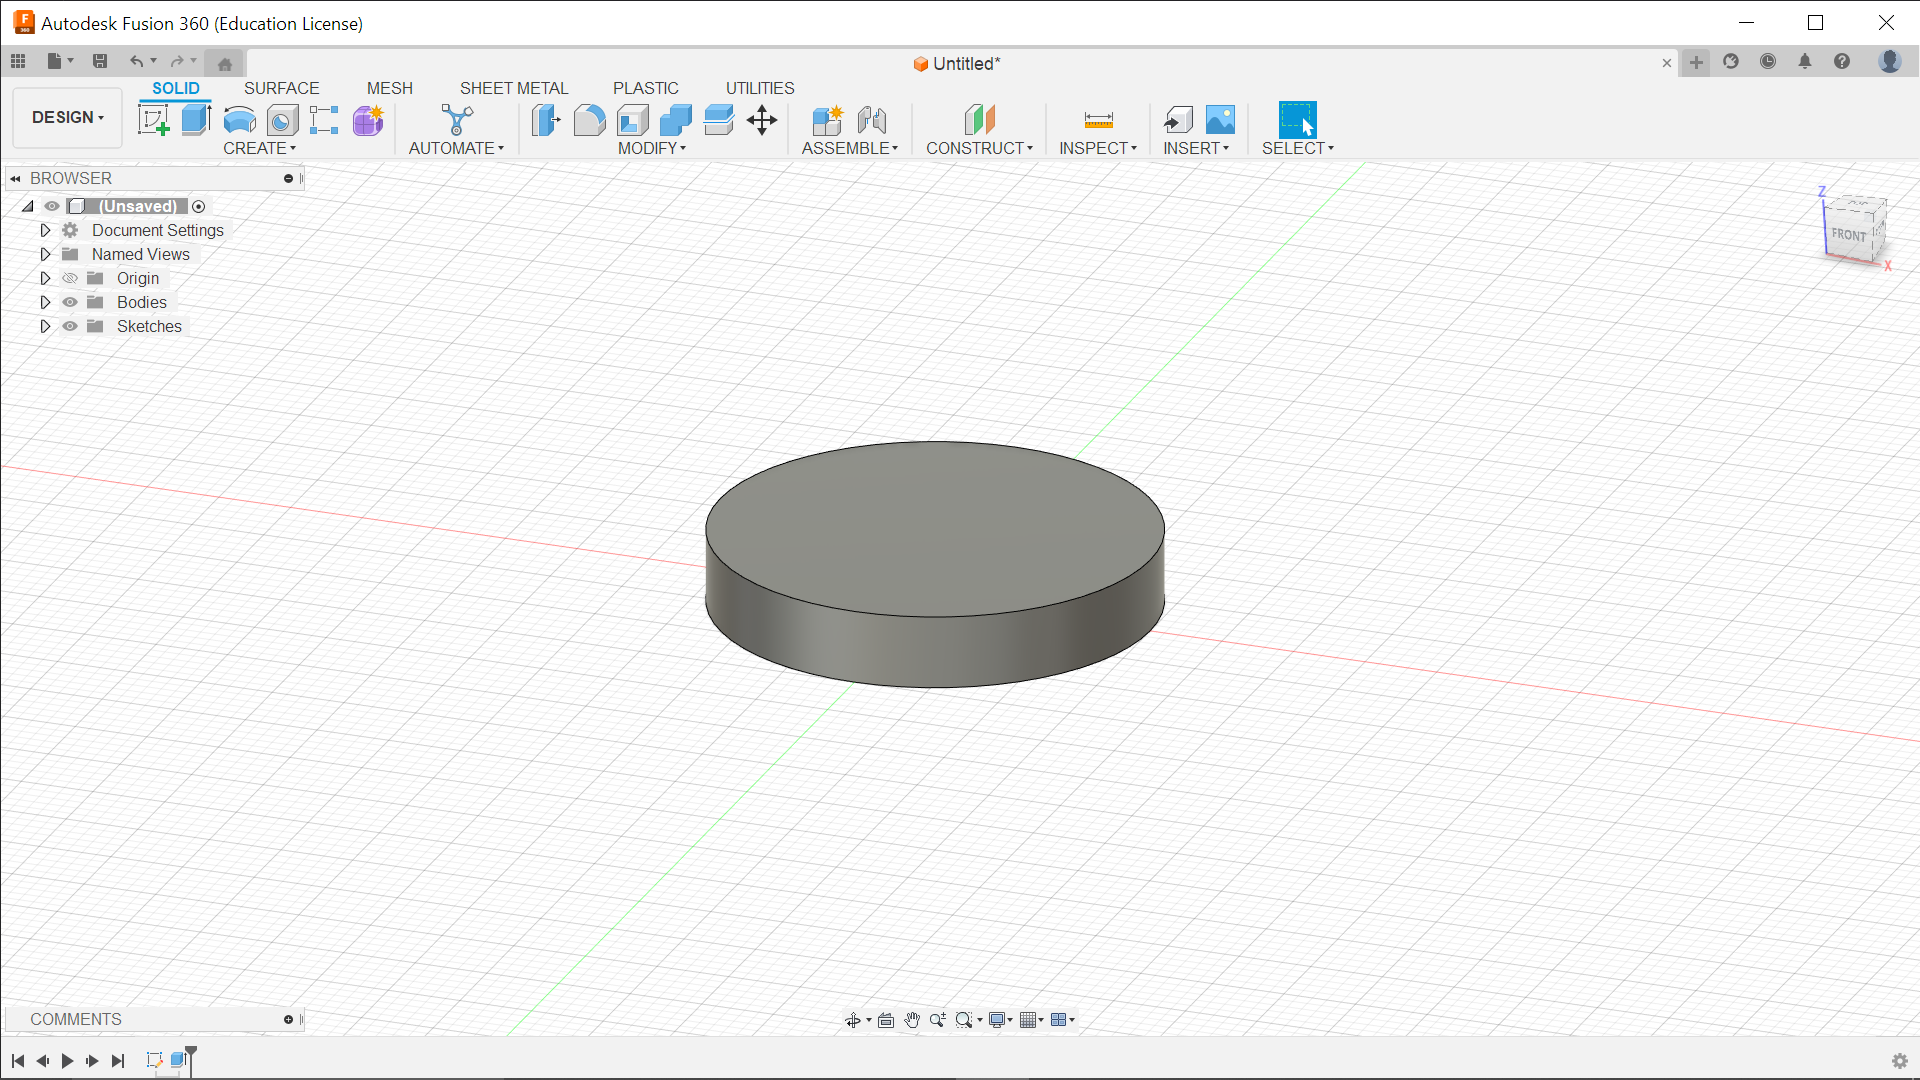 Autodesk Fusion 360 (Education License)
Untitled*
SOLID SURFACE MESH SHEET METAL PLASTIC UTILITIES
DESIGN
CREATE AUTOMATE MODIFY ASSEMBLE CONSTRUCT INSPECT INSERT SELECT
BROWSER
(Unsaved)
Document Settings
Named Views
Origin
Bodies
Sketches
Z
FRONT
X
COMMENTS